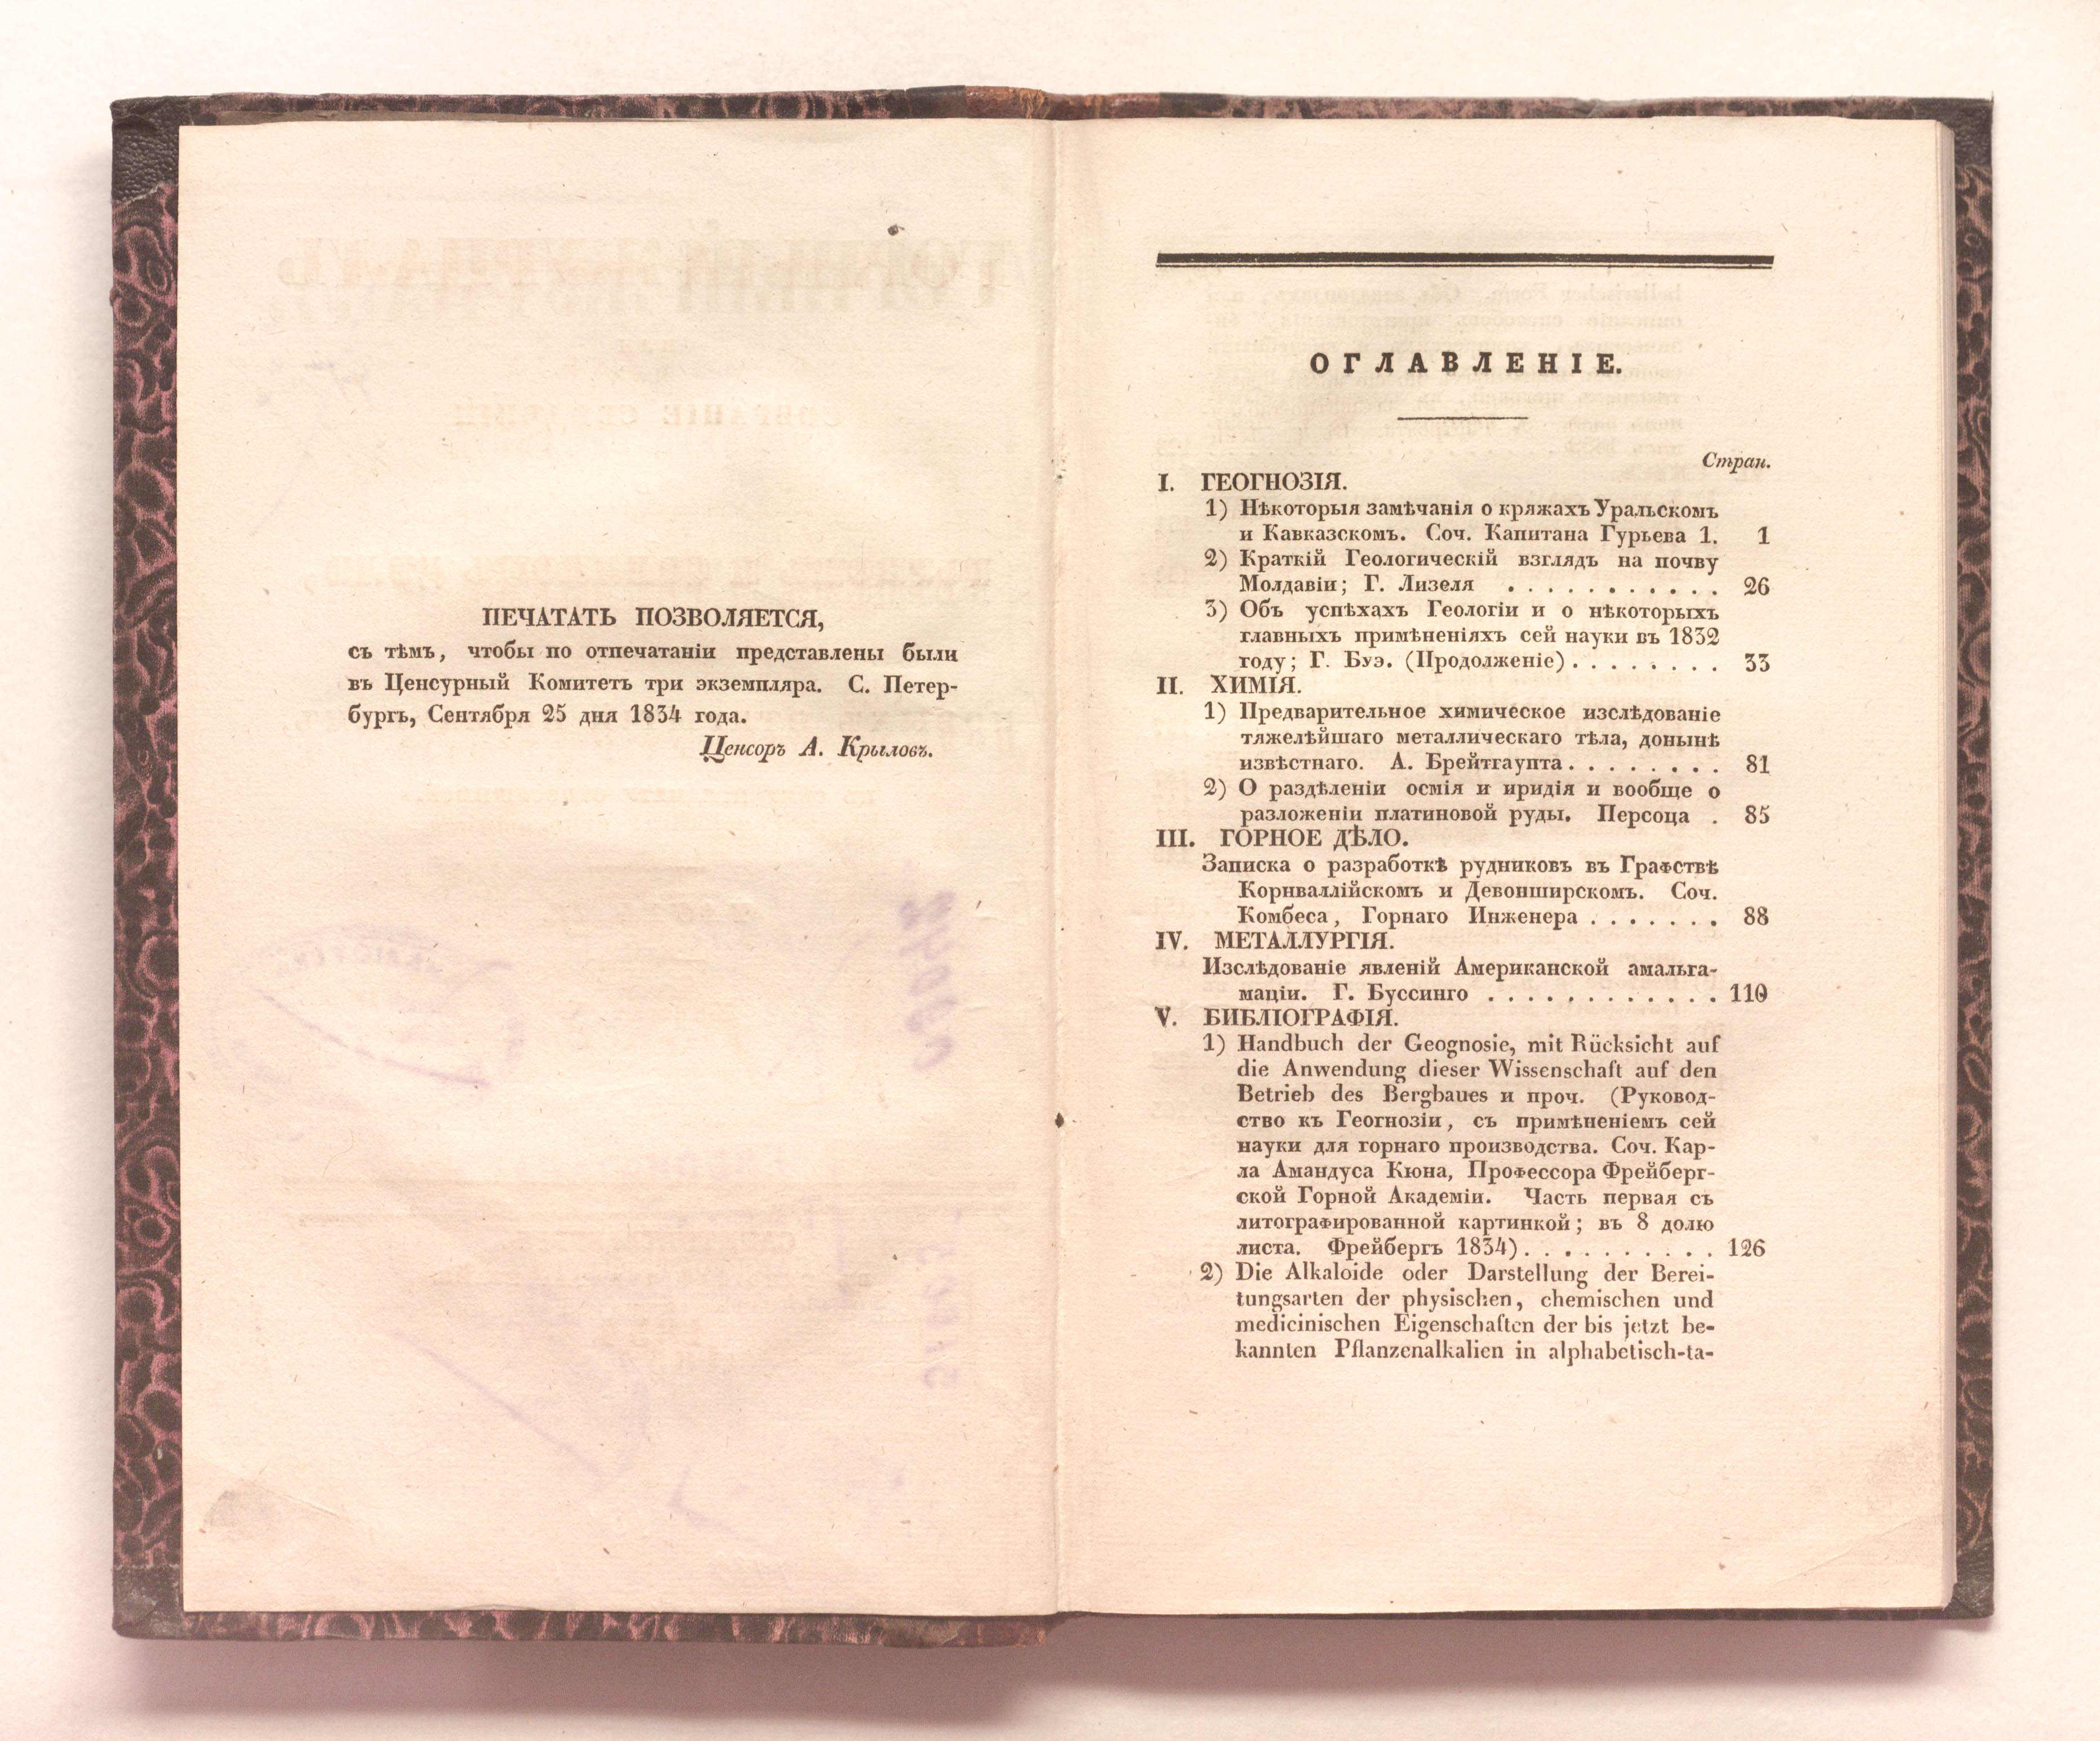 ПЕЧАТАТЬ ПОЗВОЛЯЕТСЯ,
съ тѣмъ, чтобы по отпечатаніи представлены были
въ Ценсурный Комитетъ три экземпляра. С. Петер-
бургъ, Сентября 25 дня 1834 года.
Ценсоръ А. Крыловъ.
ОГЛАВЛЕНІЕ.
Стран.
I. ГЕОГНОЗІЯ.
1) Нѣкоторыя замѣчанія о кряжахъ Уральскомъ
и Кавказскомъ. Соч. Капитана Гурьева 1. 1
2) Краткій Геологическій взглядъ на почву
Молдавіи; Г. Лизеля . . . . . . . . . . . 26
3) Объ успѣхахъ Геологіи и о нѣкоторыхъ
главныхъ примѣненіяхъ сей науки въ 1832
году; Г. Буэ. (Продолженіе) . . . . . . . . 33
II. ХИМІЯ.
1) Предварительное химическое изслѣдованіе
тяжелѣйшаго металлическаго тѣла, донынѣ
извѣстнаго. А. Брейтгаупта . . . . . . . . 81
2) О раздѣленіи осмія и иридія и вообще о
разложеніи платиновой руды. Персоца . 85
III. ГОРНОЕ ДѢЛО.
Записка о разработкѣ рудниковъ въ Графствѣ
Корнваллійскомъ и Девонширскомъ. Соч.
Комбеса, Горнаго Инженера . . . . . . . 88
IV. МЕТАЛЛУРГІЯ.
Изслѣдованіе явленій Американской амальга-
маціи. Г. Буссинго . . . . . . . . . . . . 110
V. БИБЛІОГРАФІЯ.
1) Handbuch der Geognosie, mit Rücksicht auf
die Anwendung dieser Wissenschaft auf den
Betrieb des Bergbaues и проч. (Руковод-
ство къ Геогнозіи, съ примѣненіемъ сей
науки для горнаго производства. Соч. Кар-
ла Амандуса Кюна, Профессора Фрейберг-
ской Горной Академіи. Часть первая съ
литографированной картинкой; въ 8 долю
листа. Фрейбергъ 1834) . . . . . . . . . . 126
2) Die Alkaloide oder Darstellung der Berei-
tungsarten der physischen, chemischen und
medicinischen Eigenschaften der bis jetzt be-
kannten Pflanzenalkalien in alphabetisch-ta-